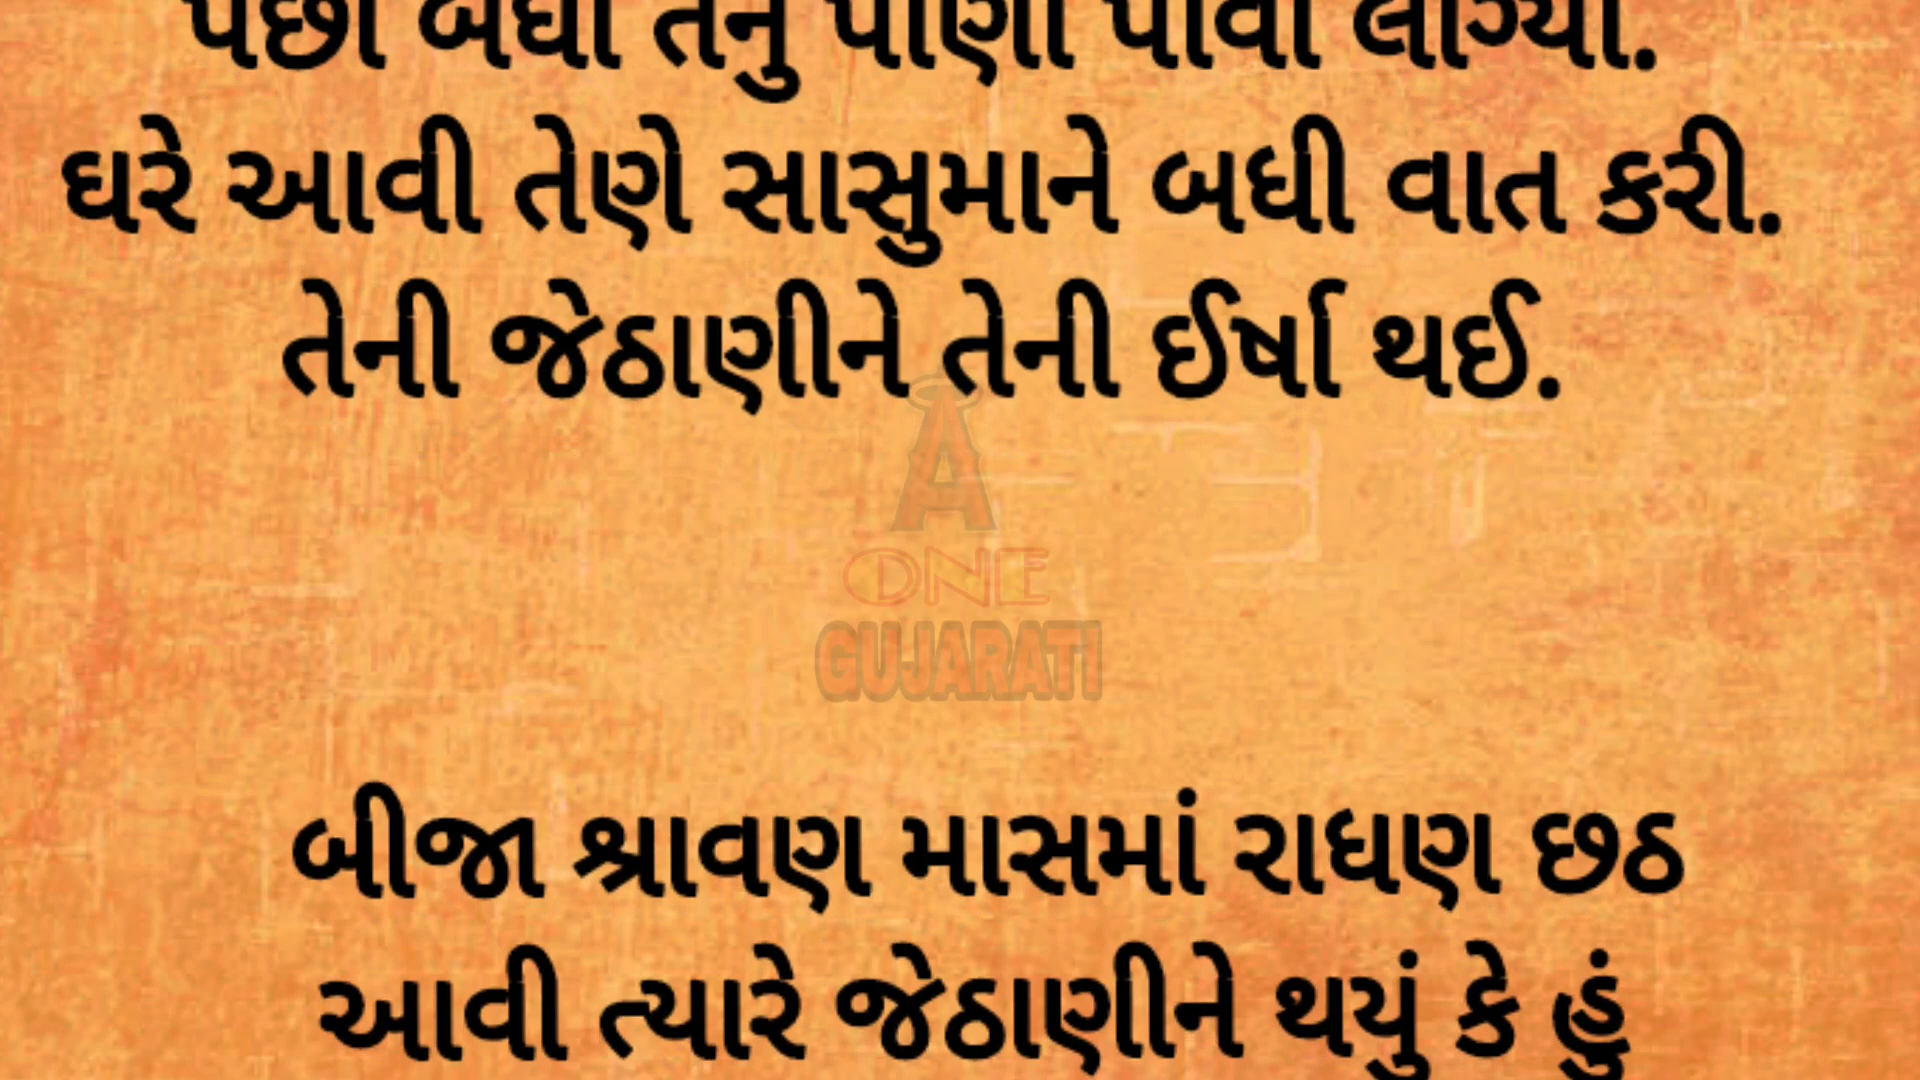 પછી બધા તેનું પાણી પીવા લાગ્યા.
ઘરે આવી તેણે સાસુમાને બધી વાત કરી.
તેની જેઠાણીને તેની ઈર્ષા થઈ.
A
ONE
GUJARATI
બીજા શ્રાવણ માસમાં રાધણ છઠ
આવી ત્યારે જેઠાણીને થયું કે હું